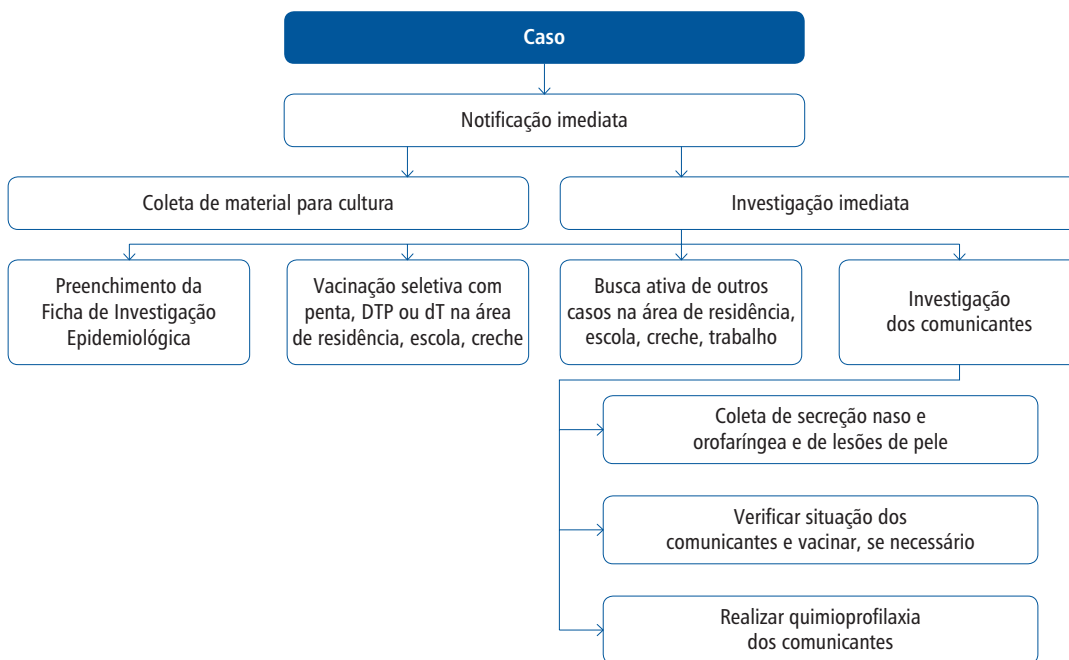 Caso
Notificação imediata
Coleta de material para cultura
Investigação imediata
Preenchimento da
Ficha de Investigação
Epidemiológica
Vacinação seletiva com
penta, DTP ou dT na área
de residência, escola, creche
Busca ativa de outros
casos na área de residência,
escola, creche, trabalho
Investigação
dos comunicantes
Coleta de secreção naso e
orofaríngea e de lesões de pele
Verificar situação dos
comunicantes e vacinar, se necessário
Realizar quimioprofilaxia
dos comunicantes